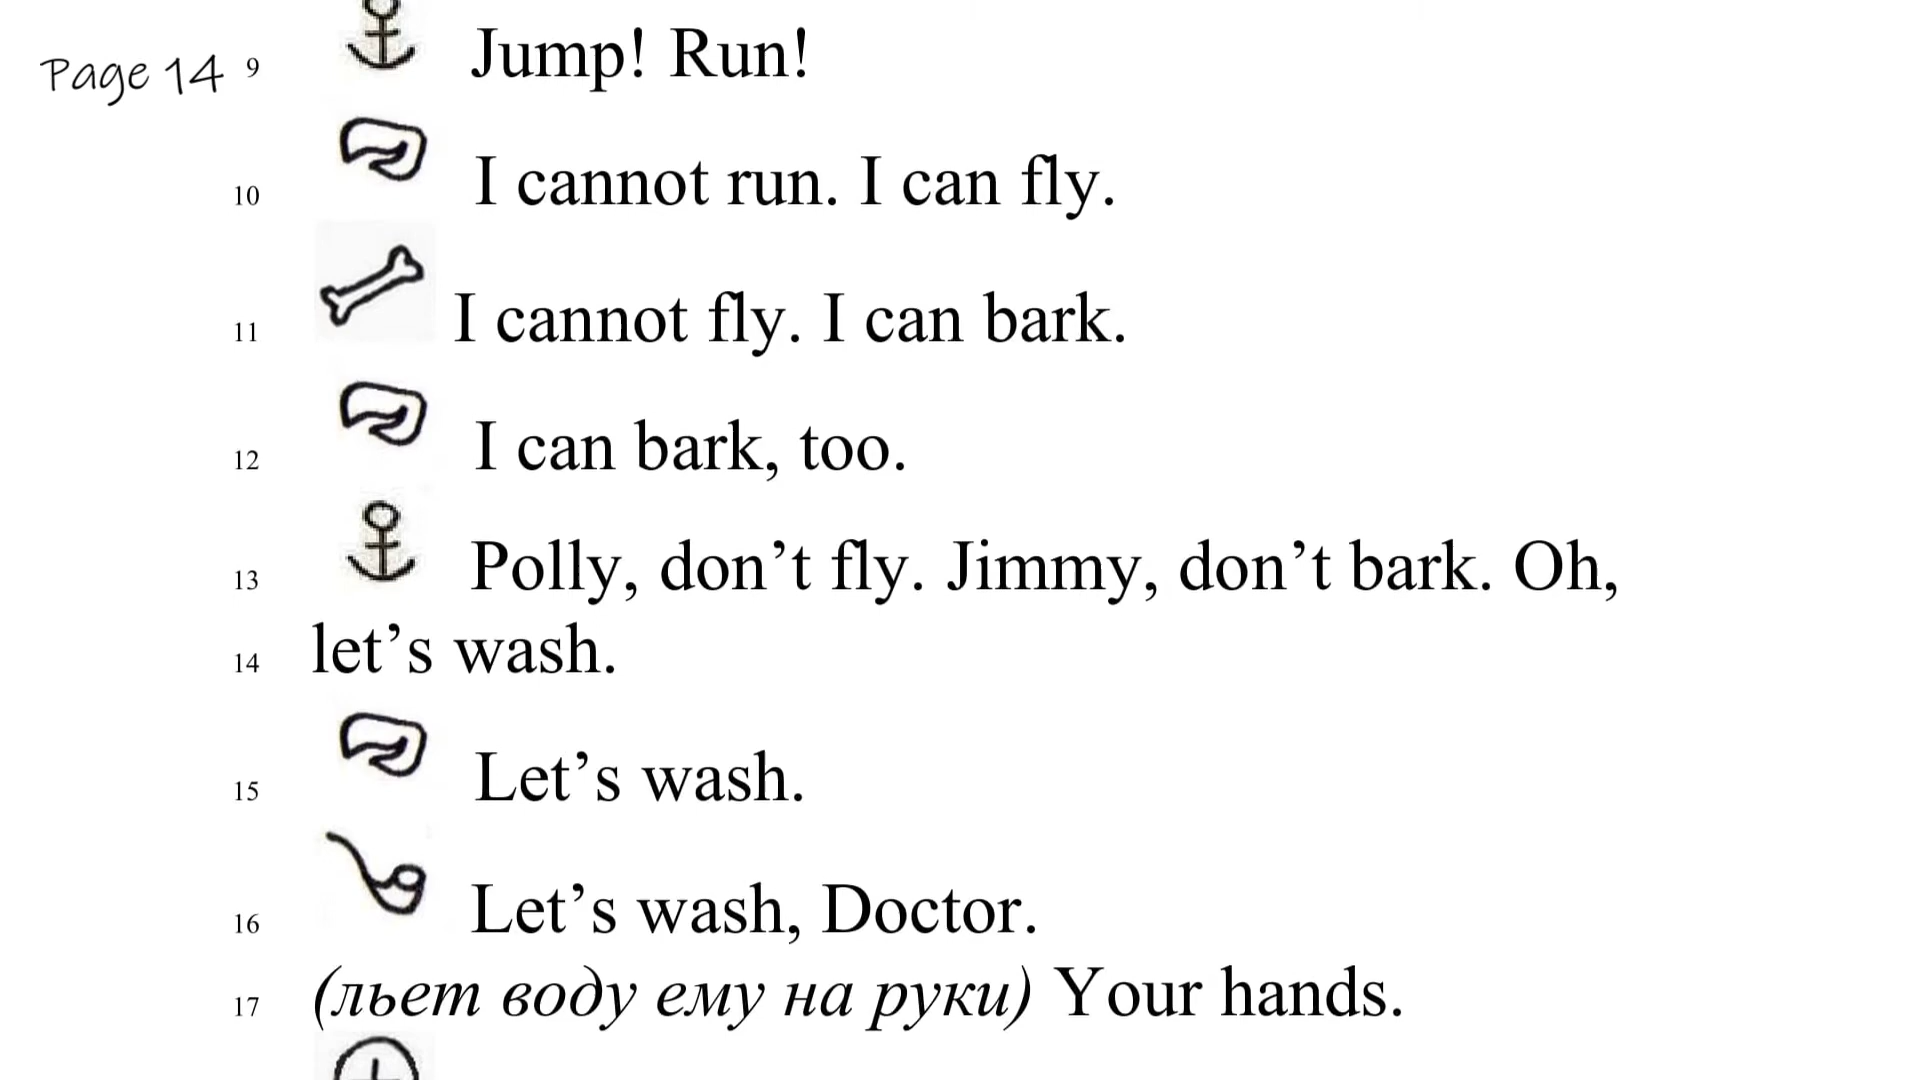 Page 14 9 Jump! Run!
10 I cannot run. I can fly.
11 I cannot fly. I can bark.
12 I can bark, too.
13 Polly, don’t fly. Jimmy, don’t bark. Oh,
14 let’s wash.
15 Let’s wash.
16 Let’s wash, Doctor.
17 (льет воду ему на руки) Your hands.